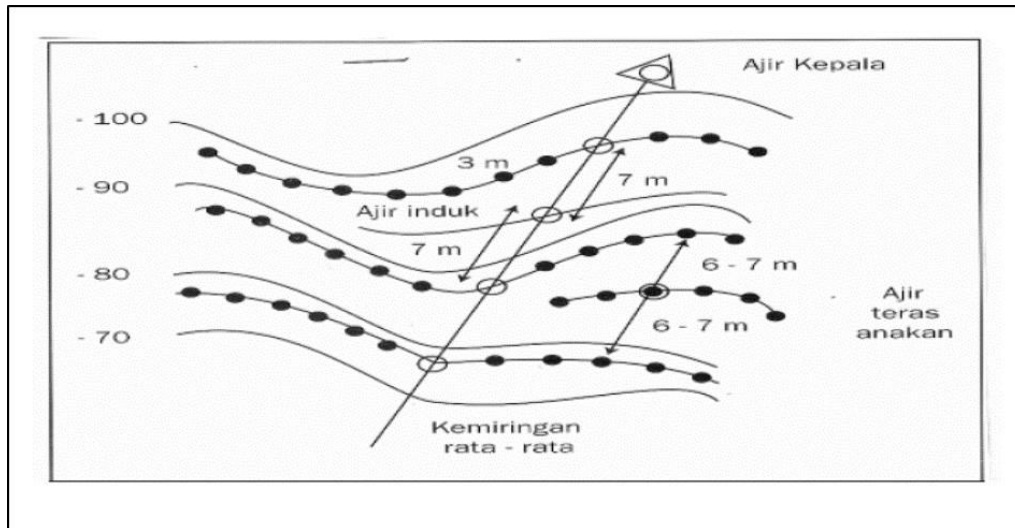 Ajir Kepala
- 100
3 m
- 90
7 m
Ajir induk
7 m
- 80
6 - 7 m
6 - 7 m
Ajir
teras
anakan
- 70
Kemiringan
rata - rata